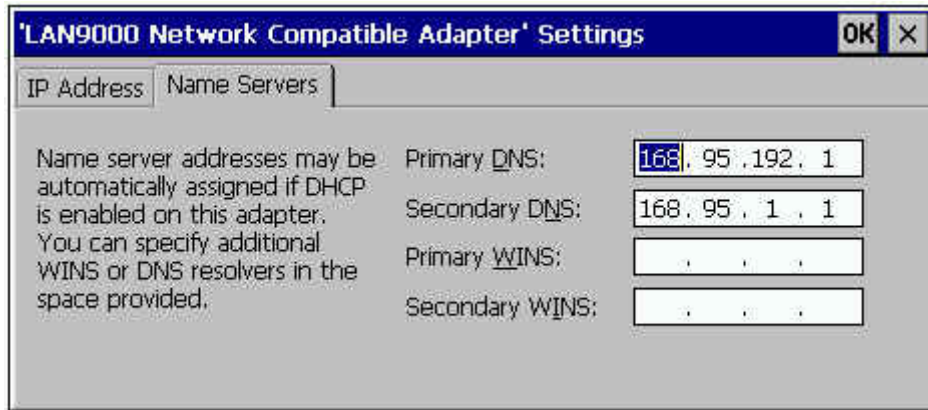 'LAN9000 Network Compatible Adapter' Settings OK ×
IP Address Name Servers
Name server addresses may be
automatically assigned if DHCP
is enabled on this adapter.
You can specify additional
WINS or DNS resolvers in the
space provided.
Primary DNS: 168. 95 .192. 1
Secondary DNS: 168. 95 . 1 . 1
Primary WINS: . . .
Secondary WINS: . . .